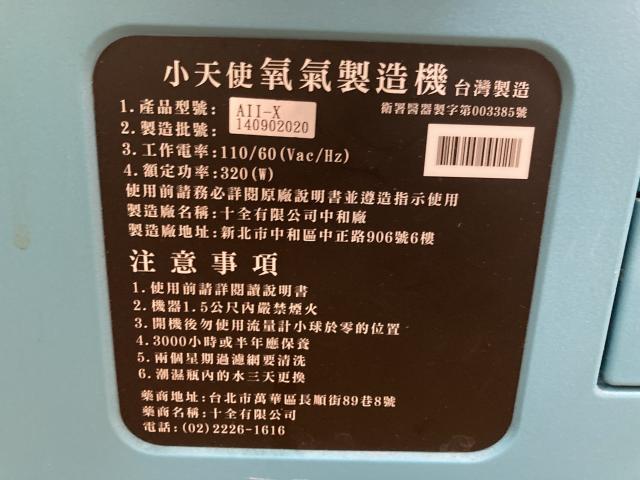 小天使氧氣製造機 台灣製造
衛署醫器製字第003385號
1.產品型號: AII-X
2.製造批號: 140902020
3.工作電率:110/60(Vac/Hz)
4.額定功率:320(W)
使用前請務必詳閱原廠說明書並遵造指示使用
製造廠名稱:十全有限公司中和廠
製造廠地址:新北市中和區中正路906號6樓
注意事項
1.使用前請詳閱讀說明書
2.機器1.5公尺內嚴禁煙火
3.開機後勿使用流量計小球於零的位置
4.3000小時或半年應保養
5.兩個星期過濾網要清洗
6.潮濕瓶內的水三天更換
藥商地址:台北市萬華區長順街89巷8號
藥商名稱:十全有限公司
電話:(02)2226-1616